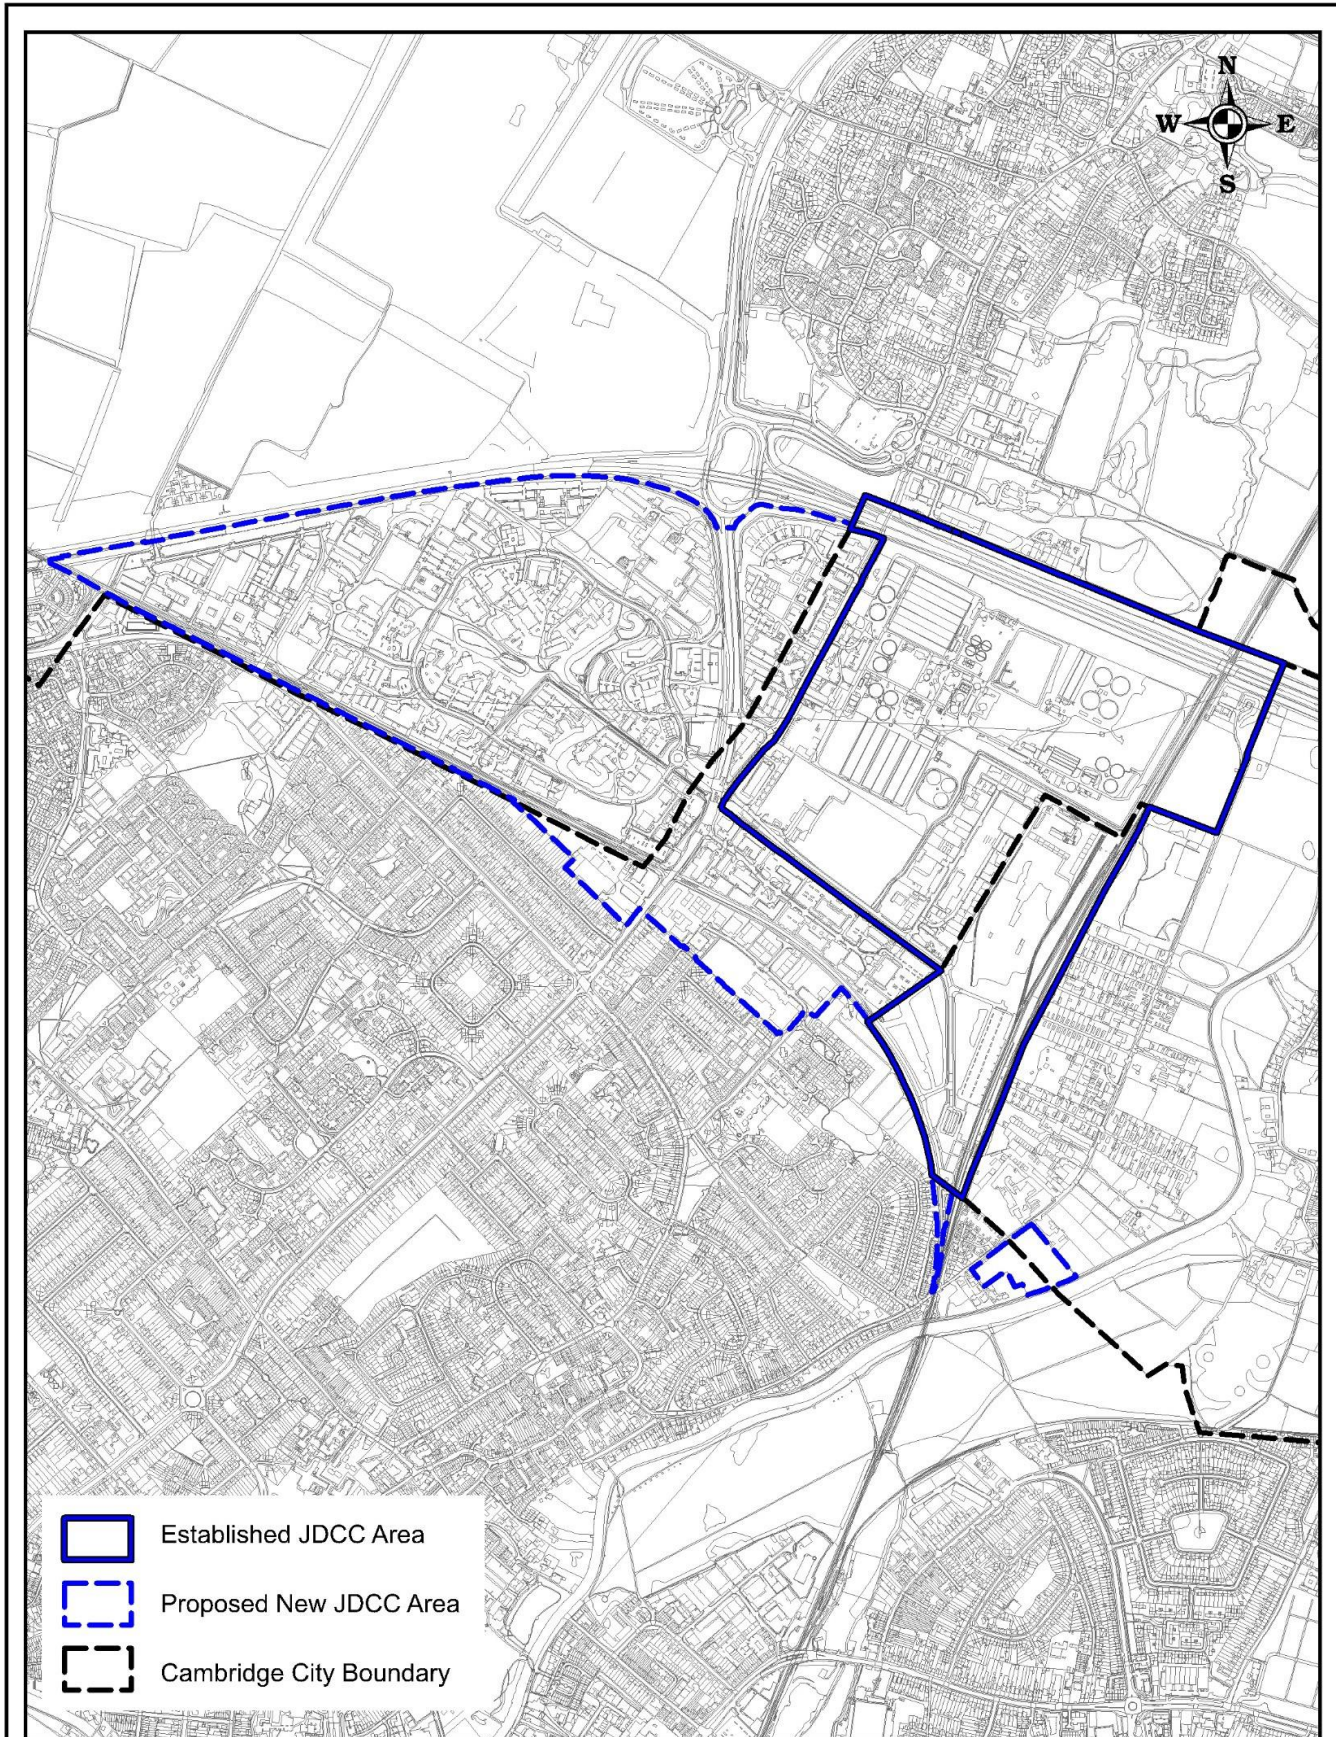 N
W E
S
Established JDCC Area
Proposed New JDCC Area
Cambridge City Boundary